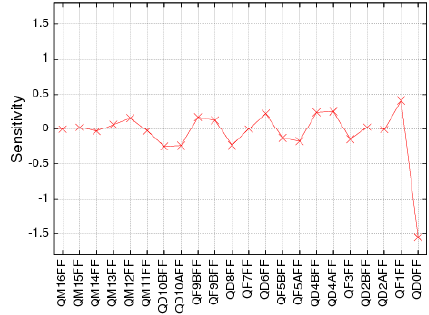 1.5
1
0.5
0
-0.5
-1
-1.5
Sensitivity
QM16FF
QM15FF
QM14FF
QM13FF
QM12FF
QM11FF
QD10BFF
QD10AFF
QF9BFF
QF9BFF
QD8FF
QF7FF
QD6FF
QF5BFF
QF5AFF
QD4BFF
QD4AFF
QF3FF
QD2BFF
QD2AFF
QF1FF
QD0FF